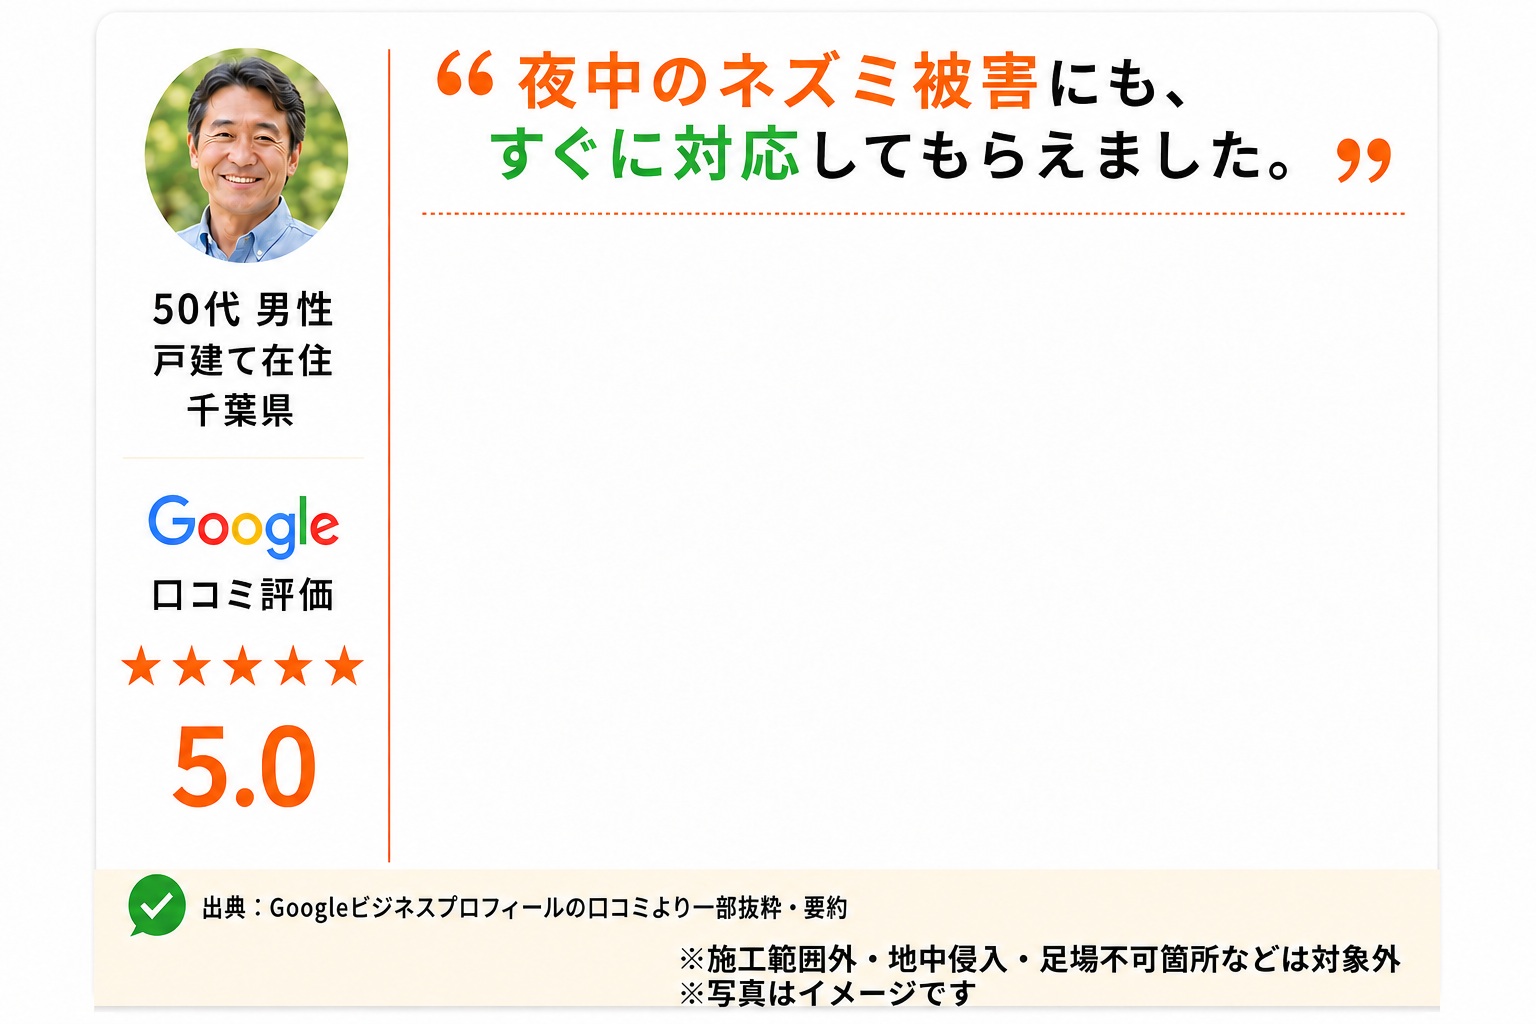 “夜中のネズミ被害にも、
すぐに対応してもらえました。”
50代 男性
戸建て在住
千葉県
Google
口コミ評価
★★★★★
5.0
出典：Googleビジネスプロフィールの口コミより一部抜粋・要約
※施工範囲外・地中侵入・足場不可箇所などは対象外
※写真はイメージです